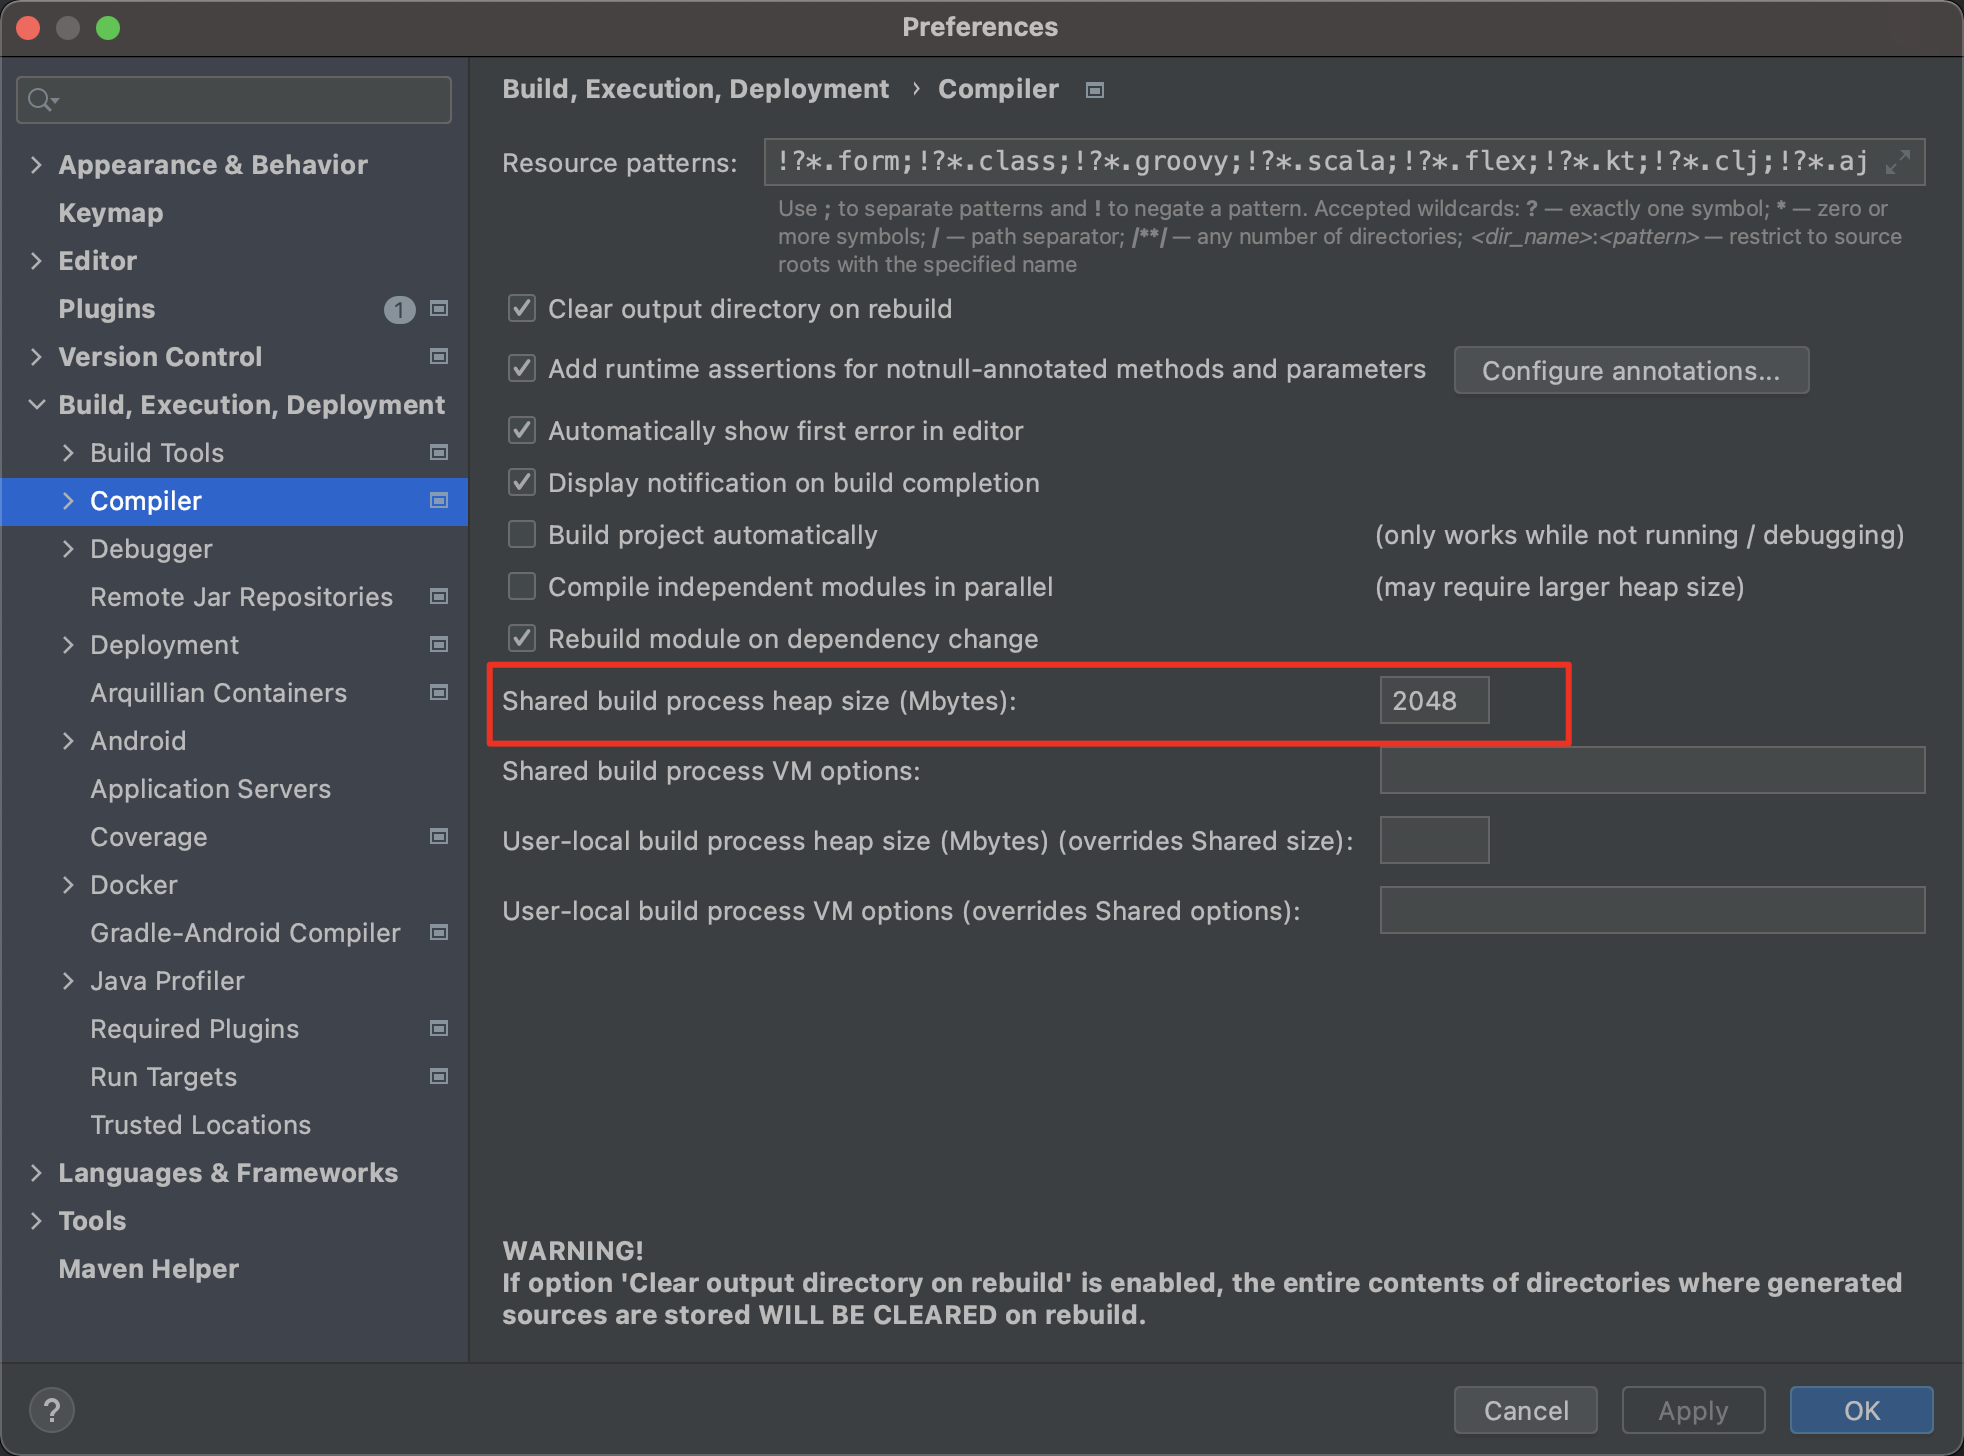 Preferences
Appearance & Behavior
Keymap
Editor
Plugins 1
Version Control
Build, Execution, Deployment
Build Tools
Compiler
Debugger
Remote Jar Repositories
Deployment
Arquillian Containers
Android
Application Servers
Coverage
Docker
Gradle-Android Compiler
Java Profiler
Required Plugins
Run Targets
Trusted Locations
Languages & Frameworks
Tools
Maven Helper
Build, Execution, Deployment › Compiler
Resource patterns: !?*.form;!?*.class;!?*.groovy;!?*.scala;!?*.flex;!?*.kt;!?*.clj;!?*.aj
Use ; to separate patterns and ! to negate a pattern. Accepted wildcards: ? — exactly one symbol; * — zero or
more symbols; / — path separator; /**/ — any number of directories; <dir_name>:<pattern> — restrict to source
roots with the specified name
Clear output directory on rebuild
Add runtime assertions for notnull-annotated methods and parameters Configure annotations...
Automatically show first error in editor
Display notification on build completion
Build project automatically (only works while not running / debugging)
Compile independent modules in parallel (may require larger heap size)
Rebuild module on dependency change
Shared build process heap size (Mbytes): 2048
Shared build process VM options:
User-local build process heap size (Mbytes) (overrides Shared size):
User-local build process VM options (overrides Shared options):
WARNING!
If option 'Clear output directory on rebuild' is enabled, the entire contents of directories where generated
sources are stored WILL BE CLEARED on rebuild.
? Cancel Apply OK